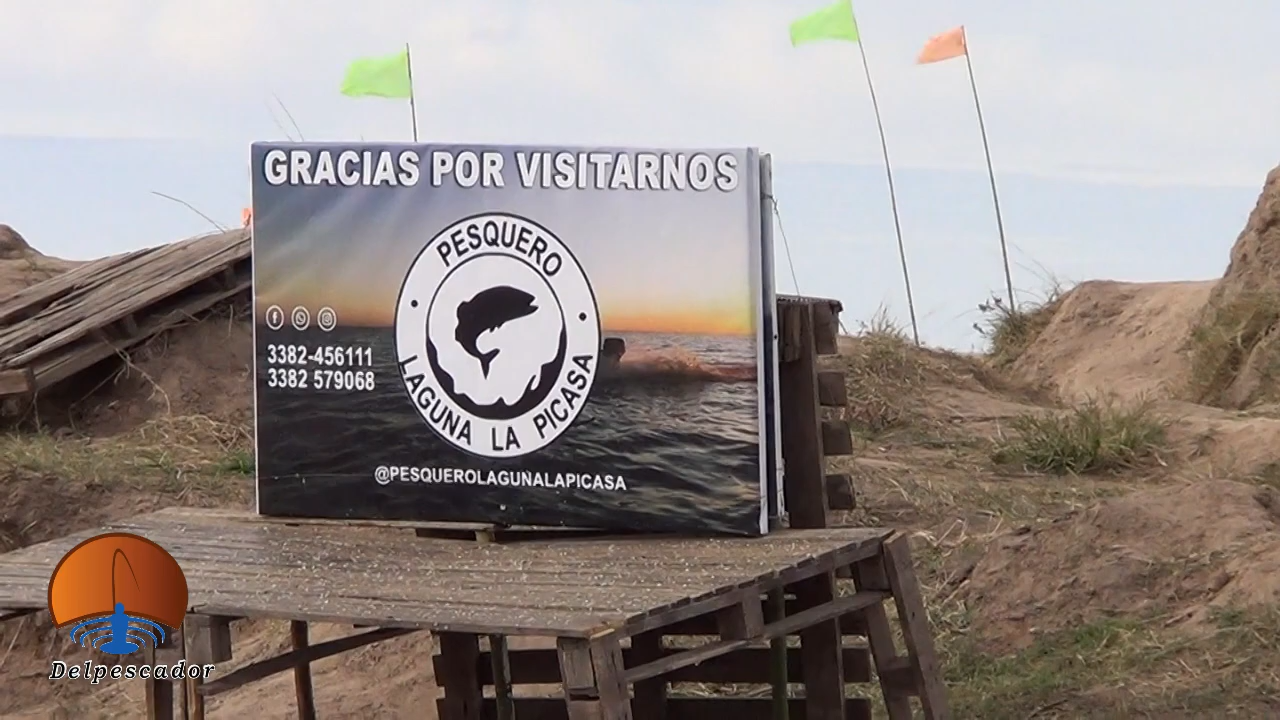 GRACIAS POR VISITARNOS
PESQUERO
LAGUNA LA PICASA
3382-456111
3382 579068
@PESQUEROLAGUNALAPICASA
Delpescador